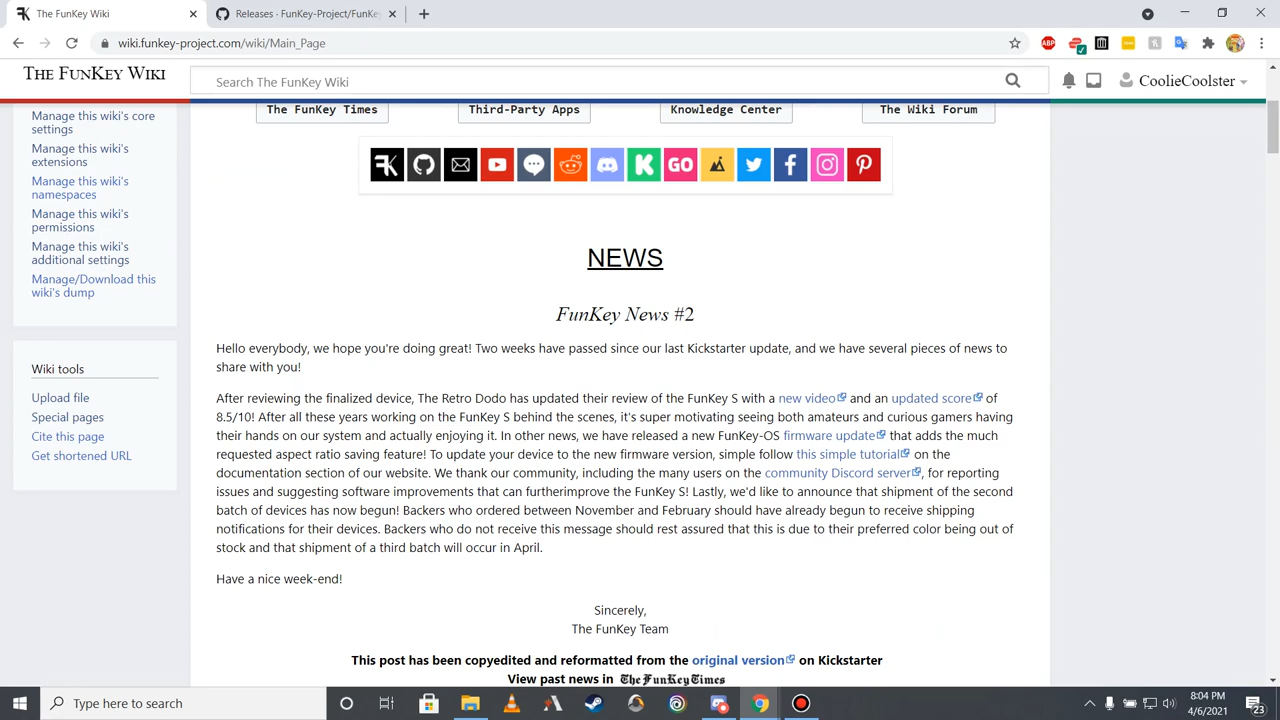 The FunKey Wiki
Releases · FunKey-Project/FunKe
wiki.funkey-project.com/wiki/Main_Page
ABP
THE FUNKEY WIKI
Search The FunKey Wiki
CoolieCoolster
The FunKey Times
Third-Party Apps
Knowledge Center
The Wiki Forum
Manage this wiki's core
settings
Manage this wiki's
extensions
Manage this wiki's
namespaces
Manage this wiki's
permissions
Manage this wiki's
additional settings
Manage/Download this
wiki's dump
Wiki tools
Upload file
Special pages
Cite this page
Get shortened URL
FK
K
GO
NEWS
FunKey News #2
Hello everybody, we hope you're doing great! Two weeks have passed since our last Kickstarter update, and we have several pieces of news to
share with you!
After reviewing the finalized device, The Retro Dodo has updated their review of the FunKey S with a new video and an updated score of
8.5/10! After all these years working on the FunKey S behind the scenes, it's super motivating seeing both amateurs and curious gamers having
their hands on our system and actually enjoying it. In other news, we have released a new FunKey-OS firmware update that adds the much
requested aspect ratio saving feature! To update your device to the new firmware version, simple follow this simple tutorial on the
documentation section of our website. We thank our community, including the many users on the community Discord server, for reporting
issues and suggesting software improvements that can furtherimprove the FunKey S! Lastly, we'd like to announce that shipment of the second
batch of devices has now begun! Backers who ordered between November and February should have already begun to receive shipping
notifications for their devices. Backers who do not receive this message should rest assured that this is due to their preferred color being out of
stock and that shipment of a third batch will occur in April.
Have a nice week-end!
Sincerely,
The FunKey Team
This post has been copyedited and reformatted from the original version on Kickstarter
View past news in TheFunKeyTimes
Type here to search
8:04 PM
4/6/2021
23